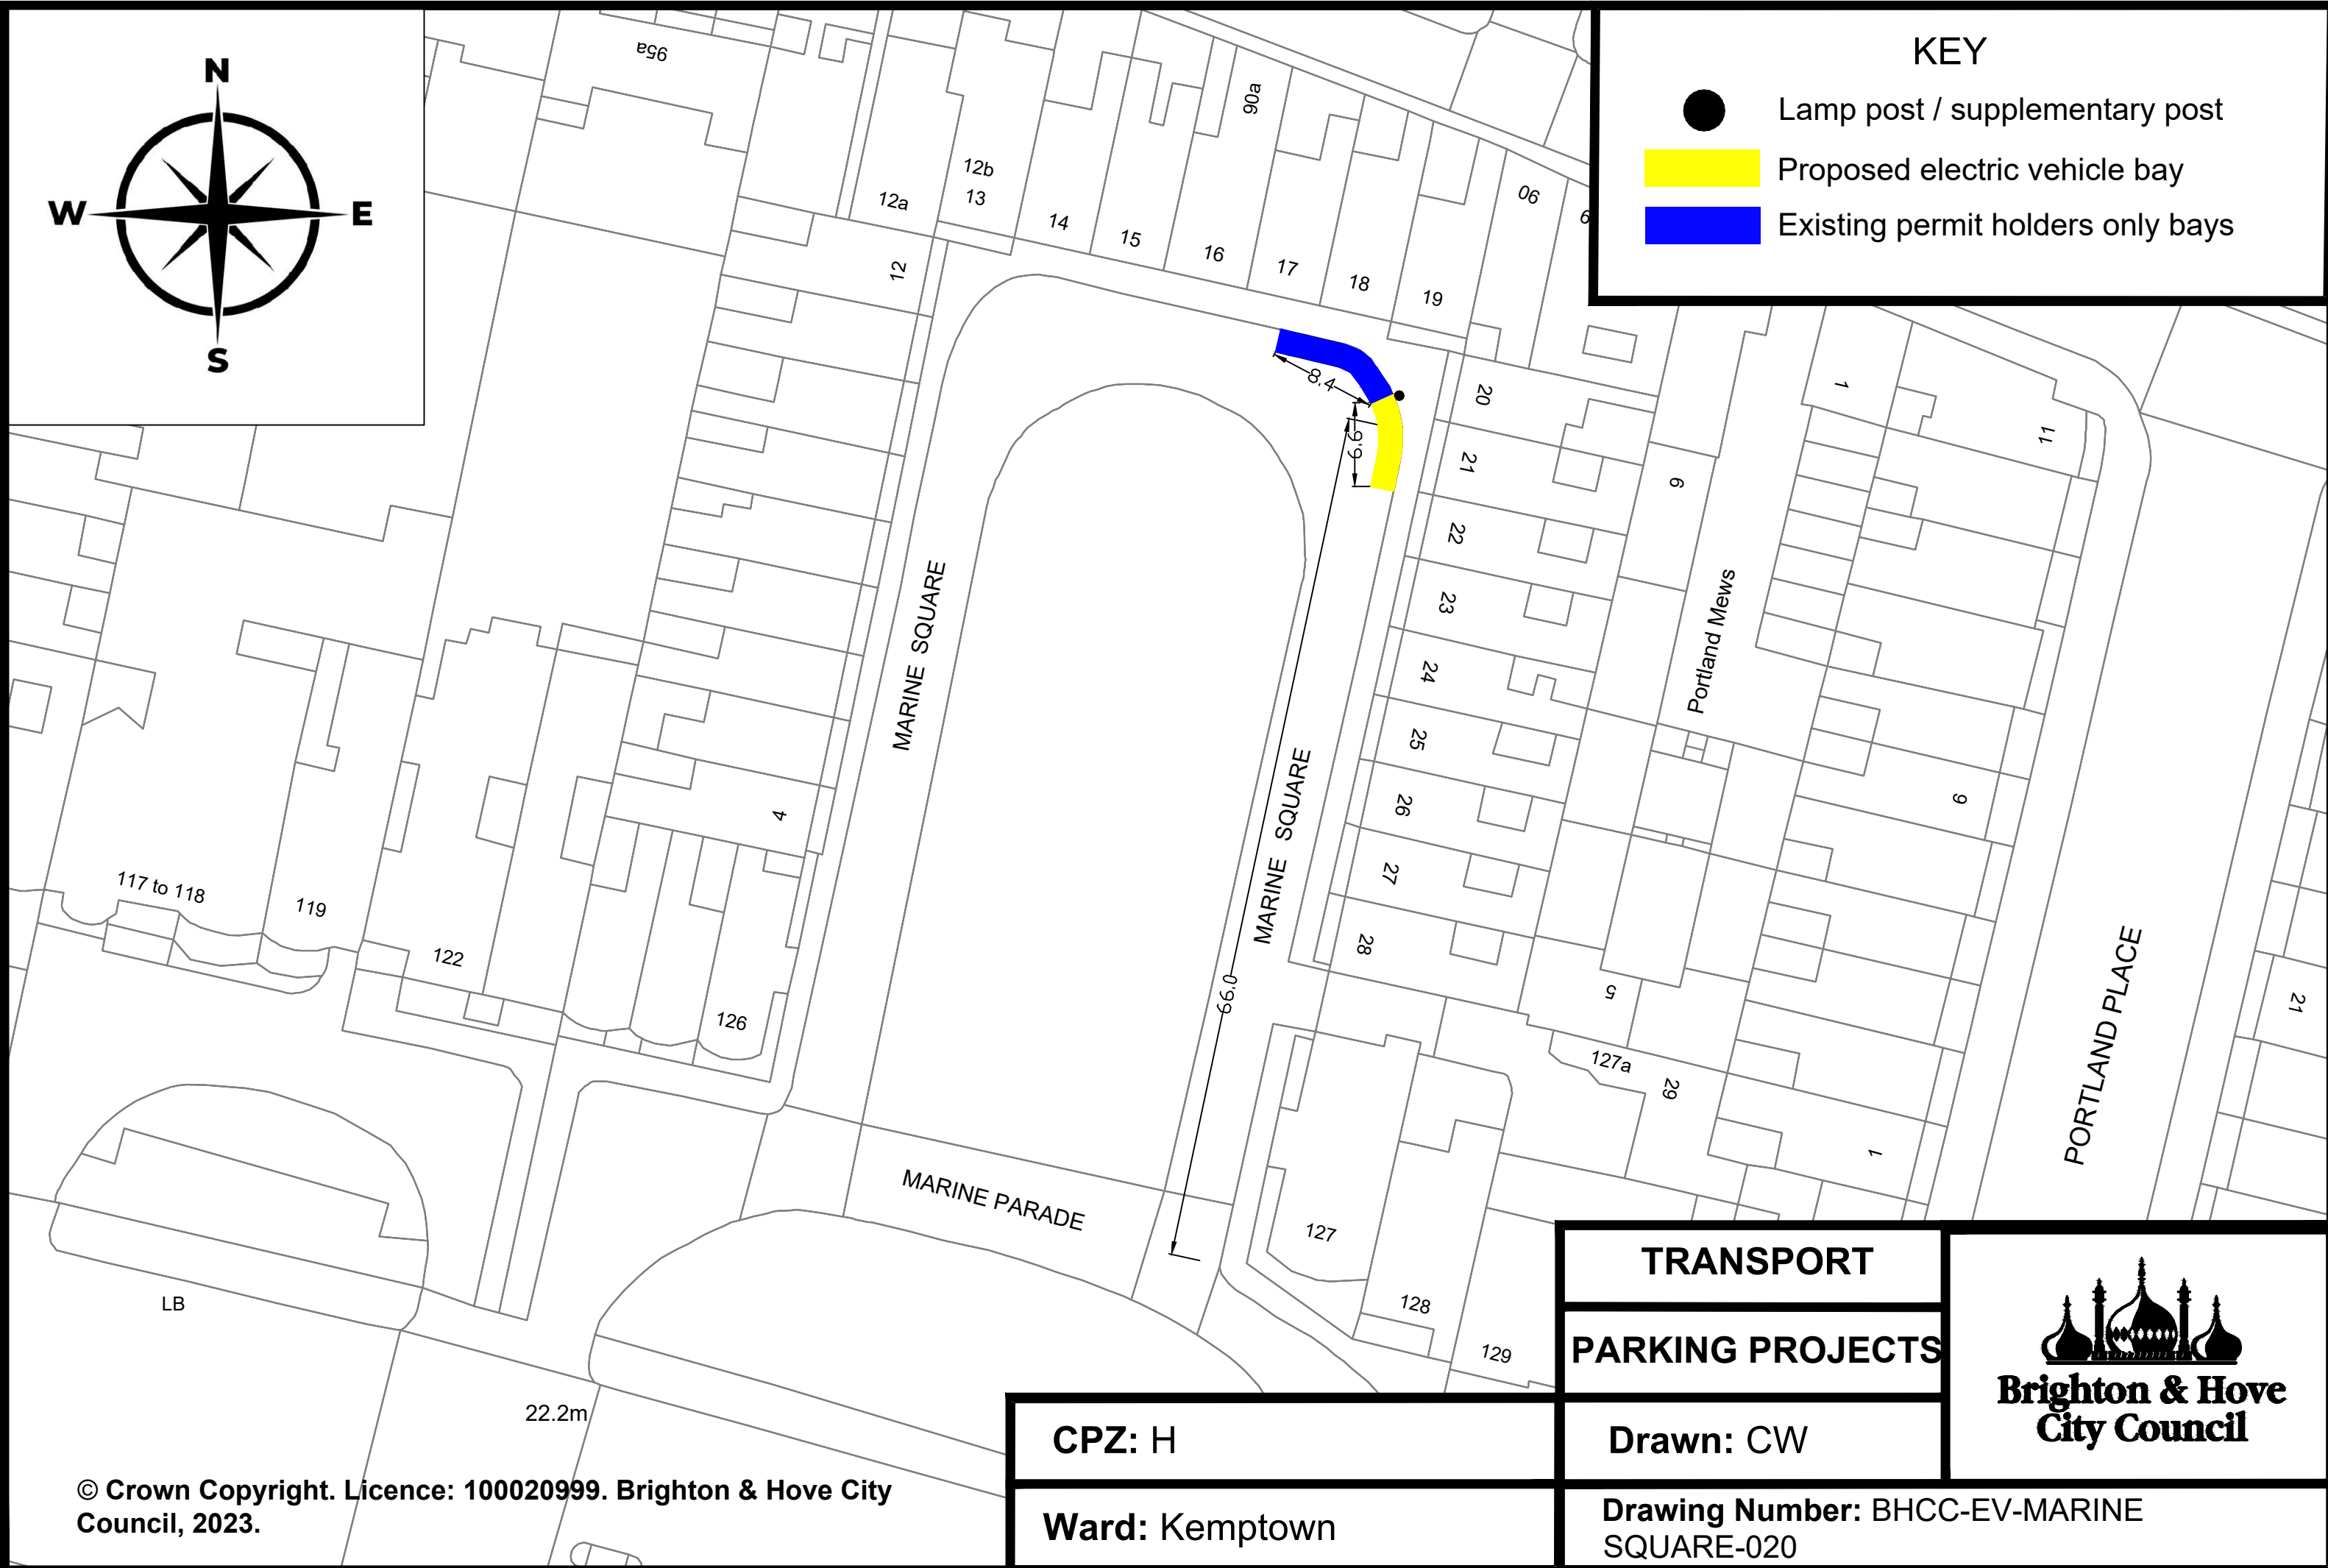 N
W
E
S
KEY
Lamp post / supplementary post
Proposed electric vehicle bay
Existing permit holders only bays
95a
90a
12b
13
12a
14
15
16
17
18
19
90
12
8.4
6.6
20
21
22
23
24
25
26
27
28
6
1
11
Portland Mews
MARINE SQUARE
MARINE SQUARE
66.0
4
9
117 to 118
119
122
126
5
127a
29
21
PORTLAND PLACE
1
MARINE PARADE
127
128
129
LB
22.2m
© Crown Copyright. Licence: 100020999. Brighton & Hove City
Council, 2023.
TRANSPORT
PARKING PROJECTS
CPZ: H
Drawn: CW
Ward: Kemptown
Drawing Number: BHCC-EV-MARINE
SQUARE-020
Brighton & Hove
City Council